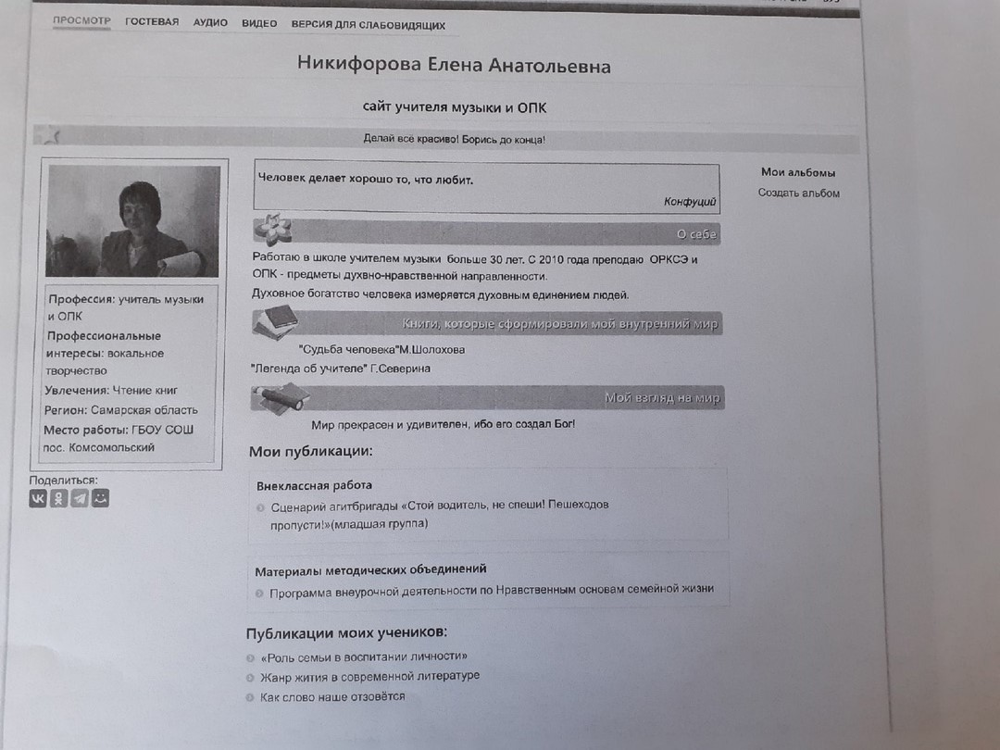 ПРОСМОТР ГОСТЕВАЯ АУДИО ВИДЕО ВЕРСИЯ ДЛЯ СЛАБОВИДЯЩИХ
Никифорова Елена Анатольевна
сайт учителя музыки и ОПК
Делай всё красиво! Борись до конца!
Профессия: учитель музыки
и ОПК
Профессиональные
интересы: вокальное
творчество
Увлечения: Чтение книг
Регион: Самарская область
Место работы: ГБОУ СОШ
пос. Комсомольский
Поделиться:
Человек делает хорошо то, что любит.
Конфуций
О себе
Работаю в школе учителем музыки больше 30 лет. С 2010 года преподаю ОРКСЭ и
ОПК - предметы духвно-нравственной направленности.
Духовное богатство человека измеряется духовным единением людей.
Книги, которые сформировали мой внутренний мир
"Судьба человека"М.Шолохова
"Легенда об учителе" Г.Северина
Мой взгляд на мир
Мир прекрасен и удивителен, ибо его создал Бог!
Мои публикации:
Внеклассная работа
Сценарий агитбригады «Стой водитель, не спеши! Пешеходов
пропусти!»(младшая группа)
Материалы методических объединений
Программа внеурочной деятельности по Нравственным основам семейной жизни
Публикации моих учеников:
«Роль семьи в воспитании личности»
Жанр жития в современной литературе
Как слово наше отзовётся
Мои альбомы
Создать альбом